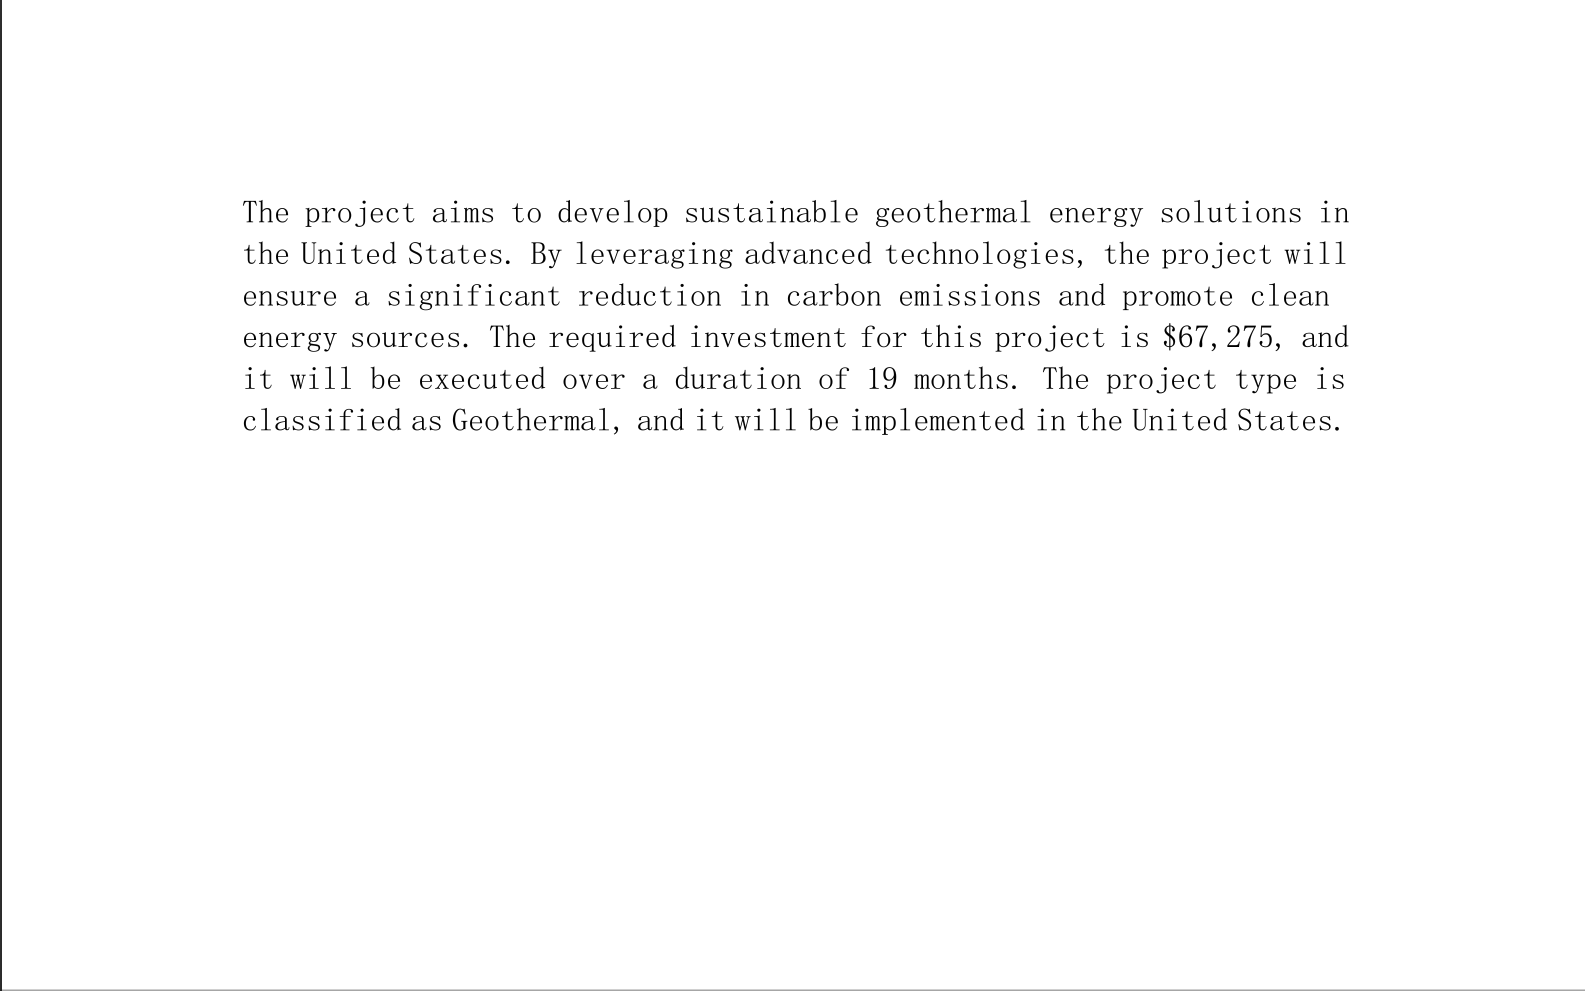 The project aims to develop sustainable geothermal energy solutions in
the United States. By leveraging advanced technologies, the project will
ensure a significant reduction in carbon emissions and promote clean
energy sources. The required investment for this project is $67,275, and
it will be executed over a duration of 19 months. The project type is
classified as Geothermal, and it will be implemented in the United States.